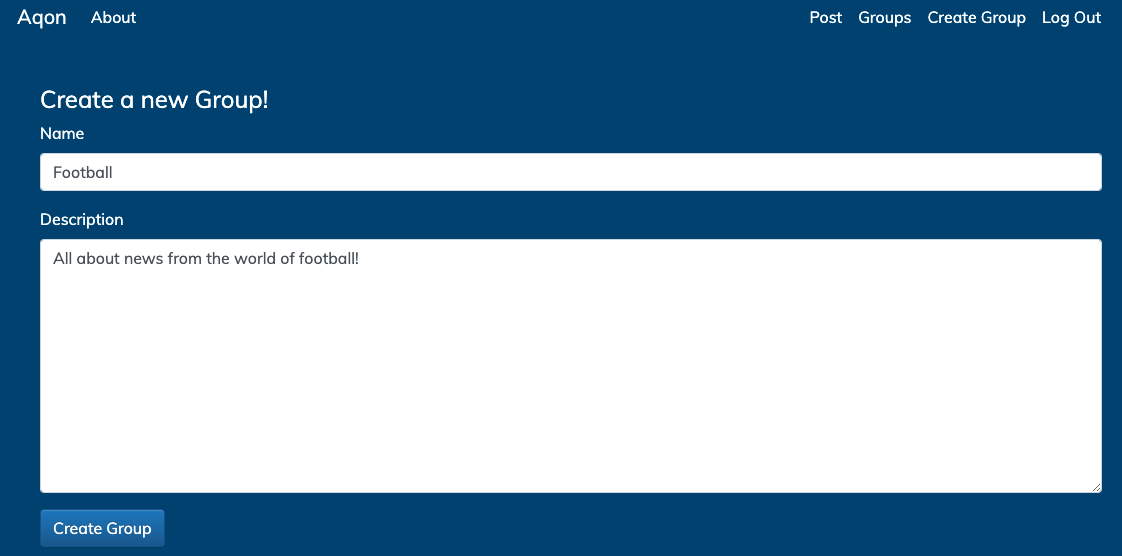 Aqon About Post Groups Create Group Log Out
Create a new Group!
Name
Football
Description
All about news from the world of football!
Create Group